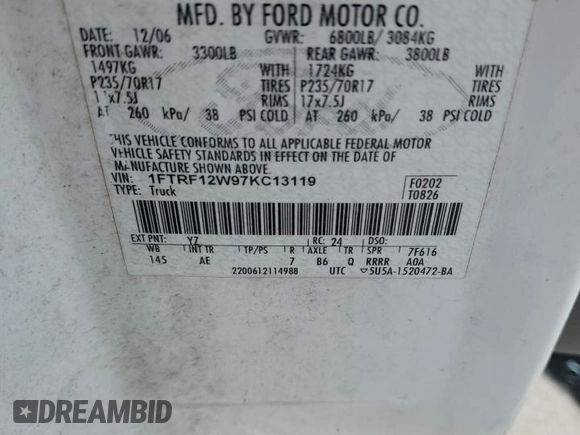 MFD. BY FORD MOTOR CO.
DATE: 12/06 GVWR: 6800LB/ 3084KG
FRONT GAWR: 3300LB REAR GAWR: 3800LB
1497KG WITH 1724KG WITH
P235/70R17 TIRES P235/70R17 TIRES
17x7.5J RIMS 17x7.5J RIMS
AT 260 kPa/ 38 PSI COLD AT 260 kPa/ 38 PSI COLD
THIS VEHICLE CONFORMS TO ALL APPLICABLE FEDERAL MOTOR
VEHICLE SAFETY STANDARDS IN EFFECT ON THE DATE OF
MANUFACTURE SHOWN ABOVE.
VIN: 1FTRF12W97KC13119 F0202
TYPE: Truck T0826
EXT PNT: YZ RC: 24 DSO:
WB INT TR TP/PS R AXLE TR SPR 7F616
145 AE 7 B6 Q RRRR A0A
2200612114988 UTC ▽5U5A-1520472-BA
DREAMBID